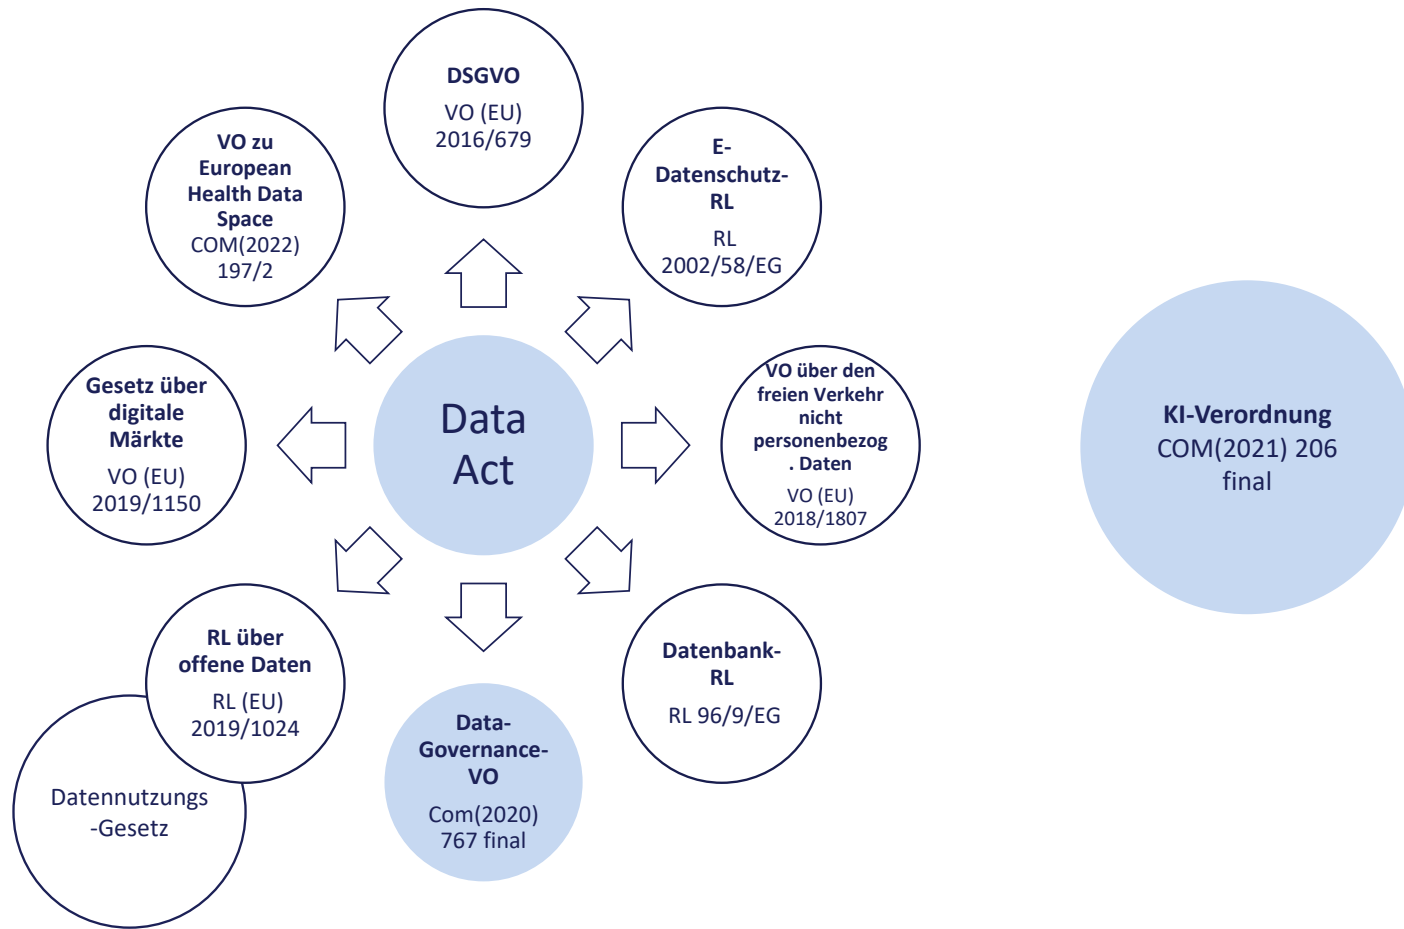 DSGVO
VO (EU)
2016/679
VO zu
European
Health Data
Space
COM(2022)
197/2
E-
Datenschutz-
RL
RL
2002/58/EG
Gesetz über
digitale
Märkte
VO (EU)
2019/1150
Data
Act
VO über den
freien Verkehr
nicht
personenbezog
. Daten
VO (EU)
2018/1807
KI-Verordnung
COM(2021) 206
final
RL über
offene Daten
RL (EU)
2019/1024
Datennutzungs
-Gesetz
Data-
Governance-
VO
Com(2020)
767 final
Datenbank-
RL
RL 96/9/EG